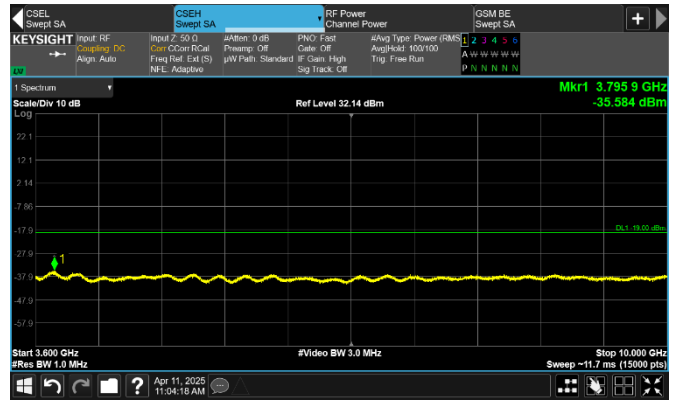 CSEL
Swept SA
CSEH
Swept SA
RF Power
Channel Power
GSM BE
Swept SA
+
KEYSIGHT
Input: RF
Coupling: DC
Align: Auto
LXI
Input Z: 50 Ω
Corr CCorr RCal
Freq Ref: Ext (S)
NFE: Adaptive
#Atten: 0 dB
Preamp: Off
µW Path: Standard
PNO: Fast
Gate: Off
IF Gain: High
Sig Track: Off
#Avg Type: Power (RMS
Avg|Hold: 100/100
Trig: Free Run
1 2 3 4 5 6
A W W W W W
P N N N N N
1 Spectrum
Scale/Div 10 dB
Ref Level 32.14 dBm
Mkr1 3.795 9 GHz
-35.584 dBm
Log
22.1
12.1
2.14
-7.86
-17.9
DL1 -19.00 dBm
-27.9
1
-37.9
-47.9
-57.9
Start 3.600 GHz
#Video BW 3.0 MHz
Stop 10.000 GHz
#Res BW 1.0 MHz
Sweep ~11.7 ms (15000 pts)
?
Apr 11, 2025
11:04:18 AM